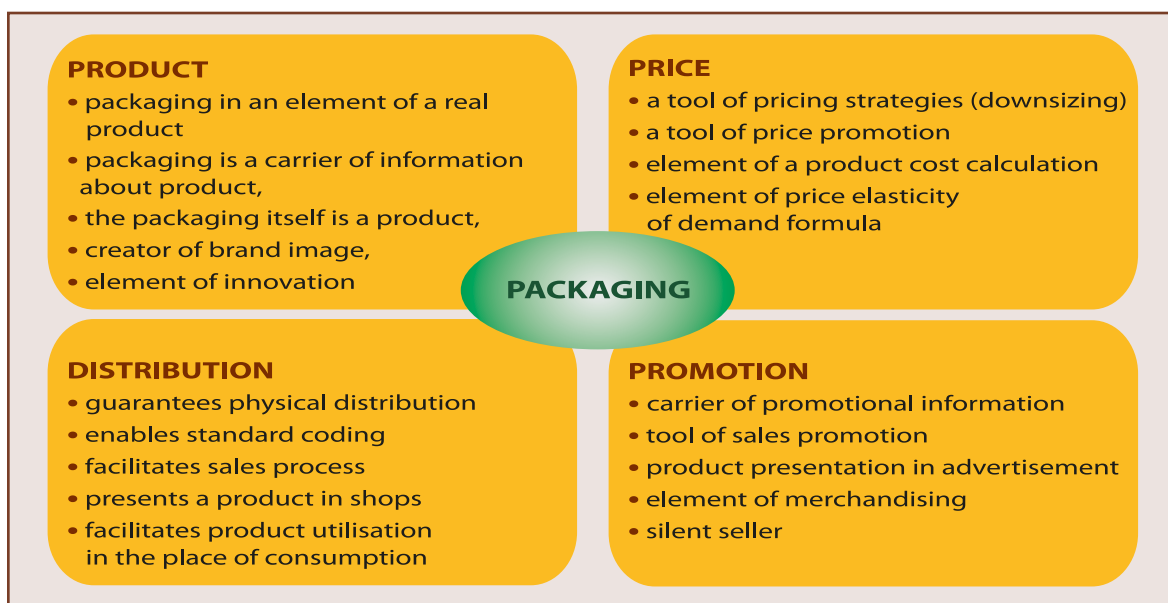 PRODUCT
• packaging in an element of a real
product
• packaging is a carrier of information
about product,
• the packaging itself is a product,
• creator of brand image,
• element of innovation
PRICE
• a tool of pricing strategies (downsizing)
• a tool of price promotion
• element of a product cost calculation
• element of price elasticity
of demand formula
PACKAGING
DISTRIBUTION
• guarantees physical distribution
• enables standard coding
• facilitates sales process
• presents a product in shops
• facilitates product utilisation
in the place of consumption
PROMOTION
• carrier of promotional information
• tool of sales promotion
• product presentation in advertisement
• element of merchandising
• silent seller